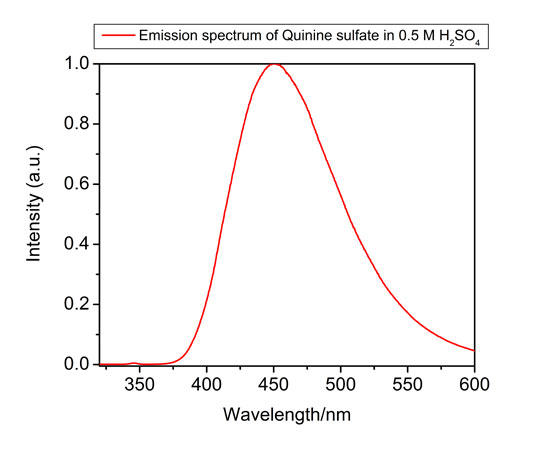 Emission spectrum of Quinine sulfate in 0.5 M H₂SO₄
1.0
0.8
0.6
0.4
0.2
0.0
Intensity (a.u.)
350 400 450 500 550 600
Wavelength/nm